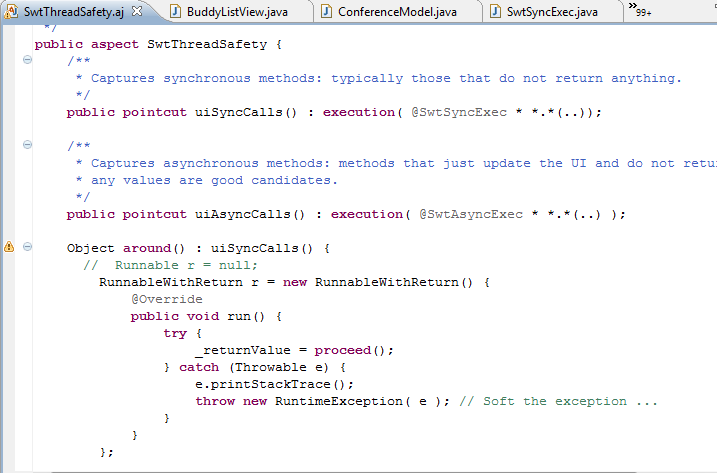 SwtThreadSafety.aj BuddyListView.java ConferenceModel.java SwtSyncExec.java »99+
*/
public aspect SwtThreadSafety {
/**
* Captures synchronous methods: typically those that do not return anything.
*/
public pointcut uiSyncCalls() : execution( @SwtSyncExec * *.*(..));
/**
* Captures asynchronous methods: methods that just update the UI and do not retu
* any values are good candidates.
*/
public pointcut uiAsyncCalls() : execution( @SwtAsyncExec * *.*(..) );
Object around() : uiSyncCalls() {
//  Runnable r = null;
RunnableWithReturn r = new RunnableWithReturn() {
@Override
public void run() {
try {
_returnValue = proceed();
} catch (Throwable e) {
e.printStackTrace();
throw new RuntimeException( e ); // Soft the exception ...
}
}
};